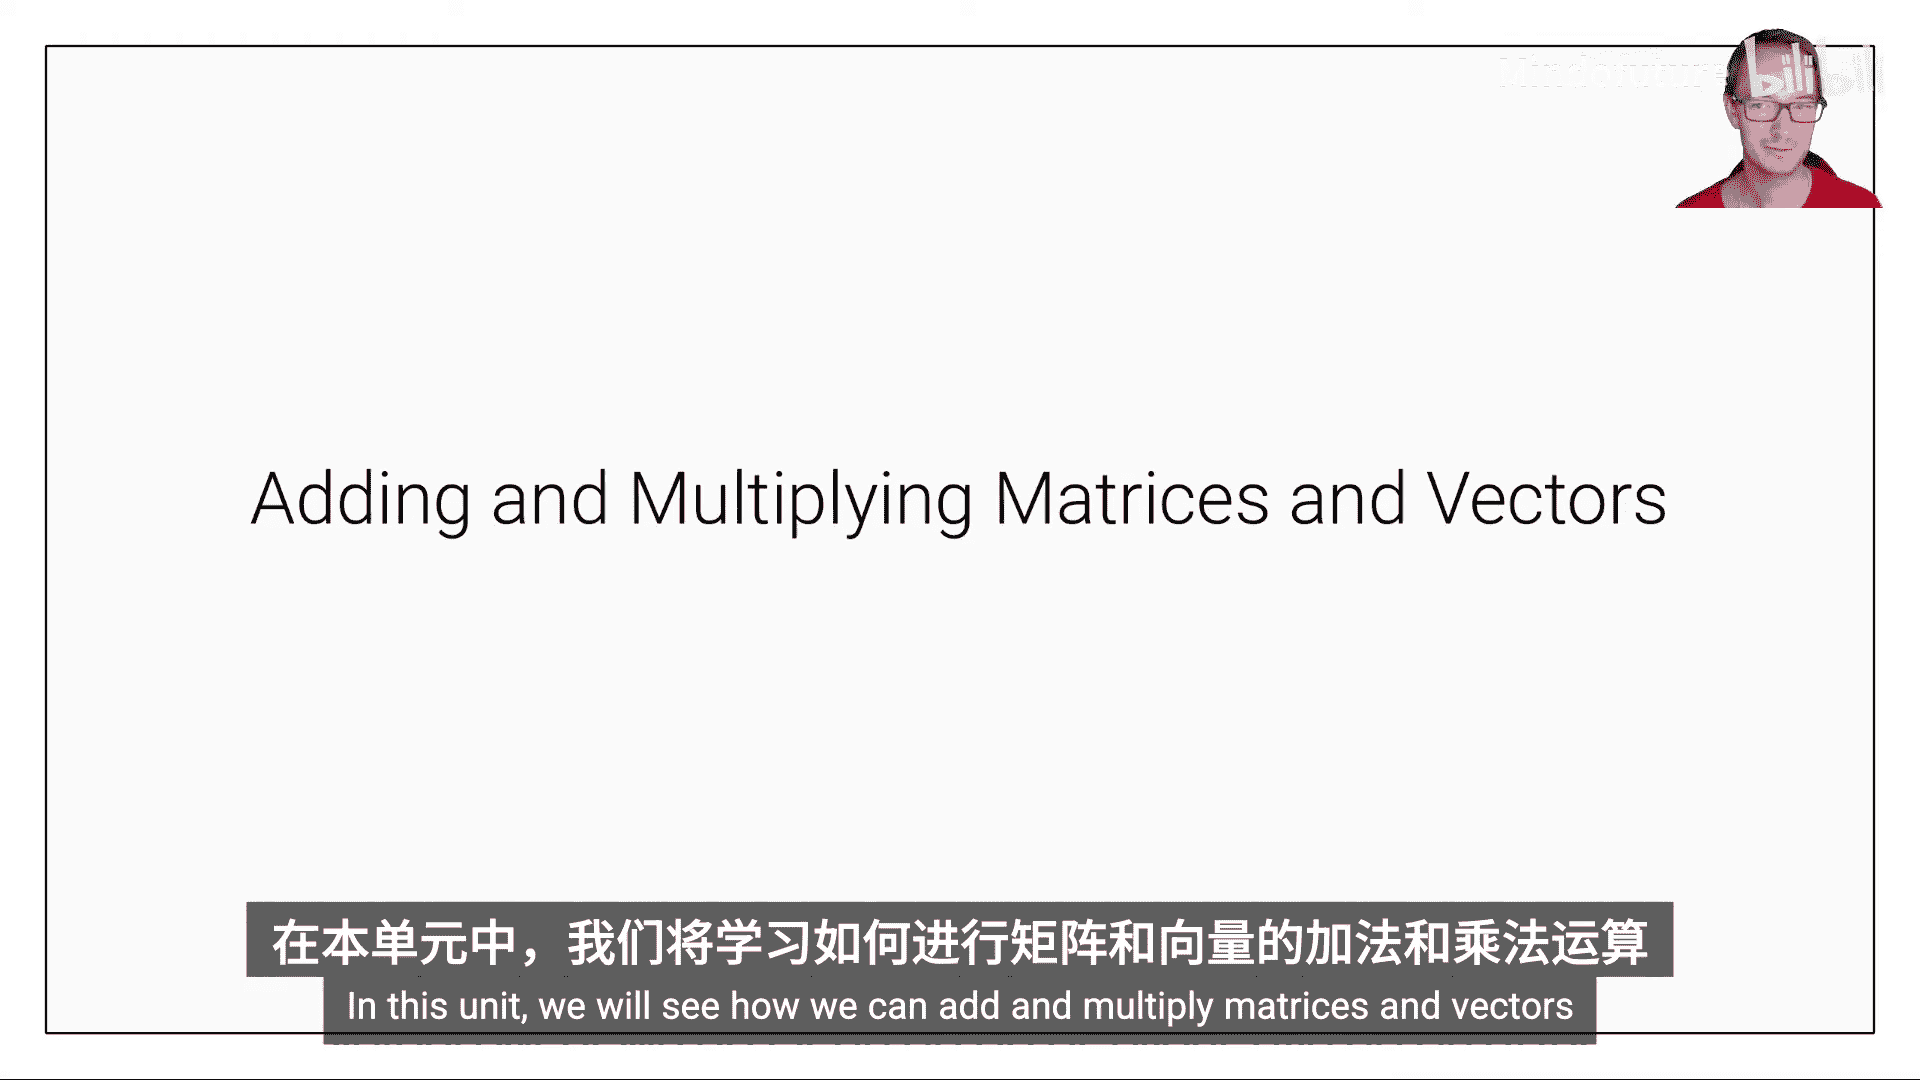 bilibili
Adding and Multiplying Matrices and Vectors
在本单元中，我们将学习如何进行矩阵和向量的加法和乘法运算
In this unit, we will see how we can add and multiply matrices and vectors